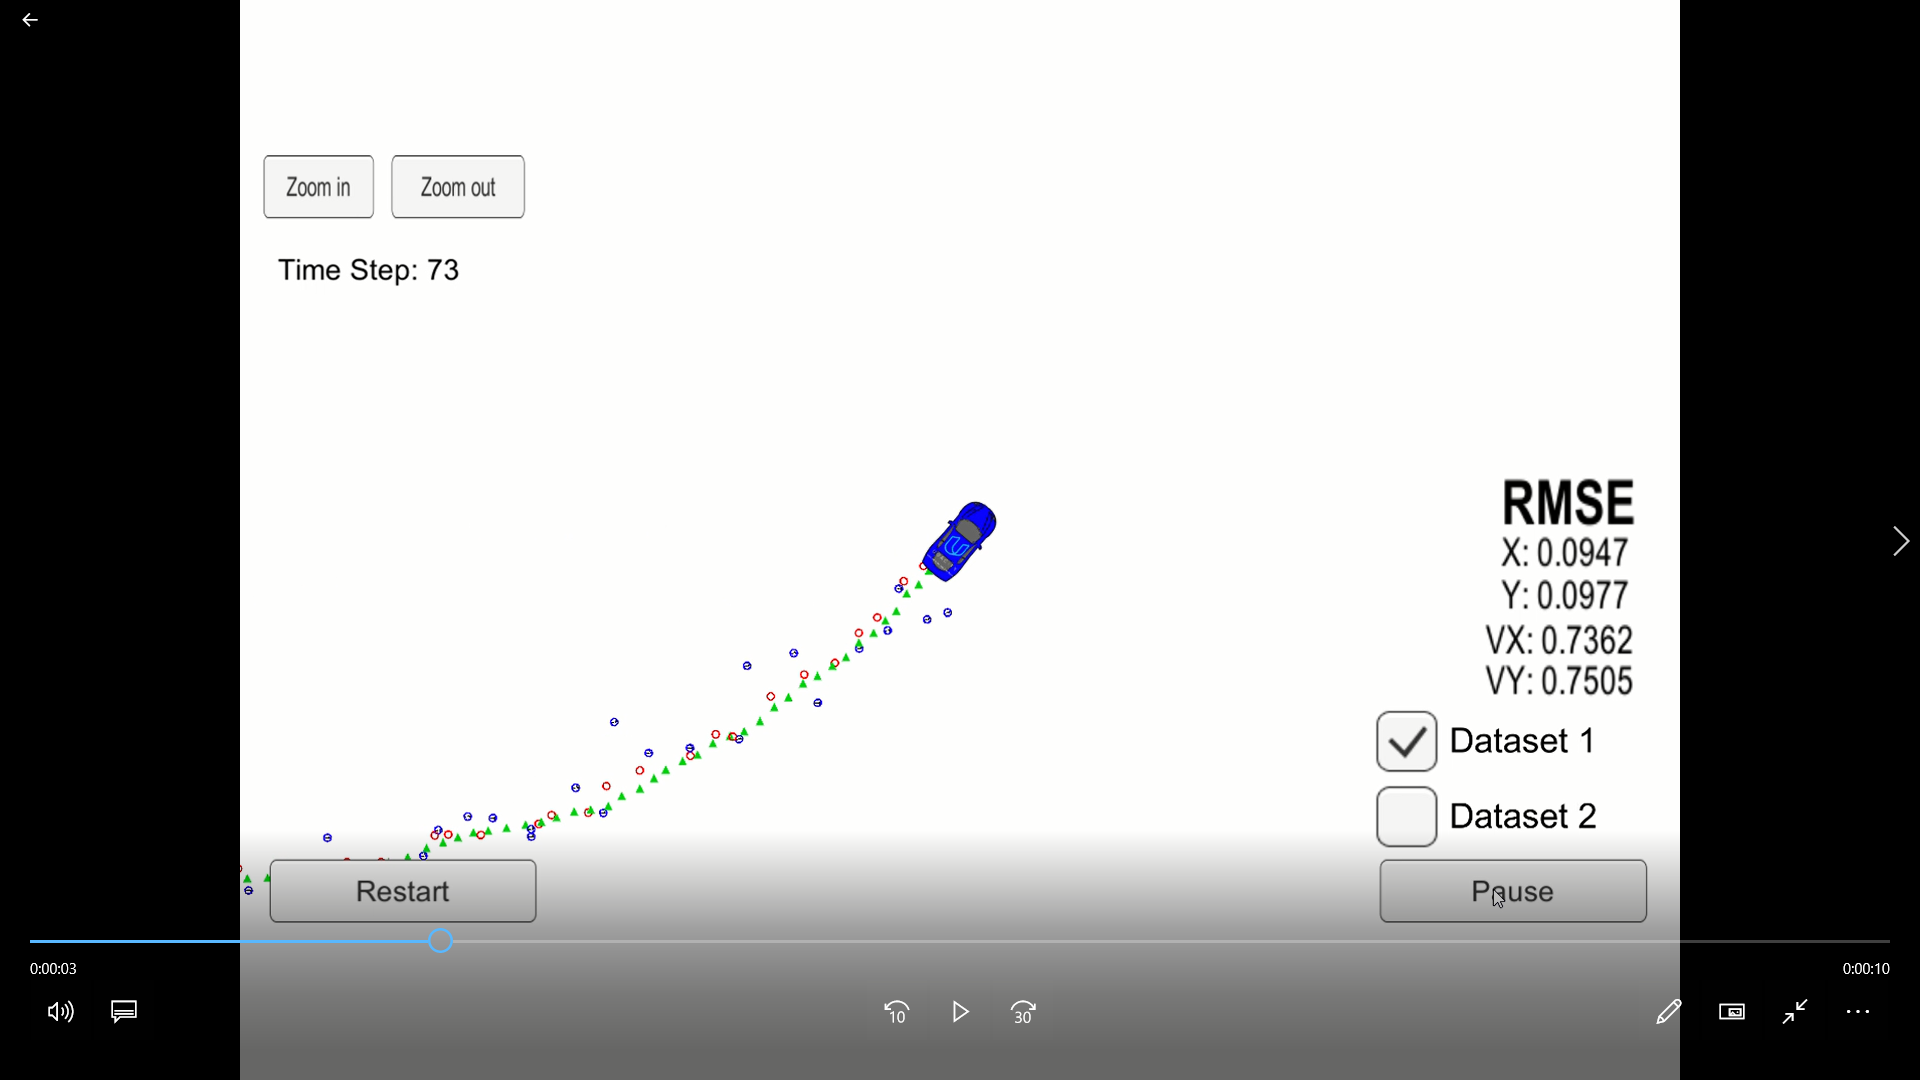 Zoom in
Zoom out
Time Step: 73
RMSE
X: 0.0947
Y: 0.0977
VX: 0.7362
VY: 0.7505
Dataset 1
Dataset 2
Restart
Pause
0:00:03
0:00:10
10
30